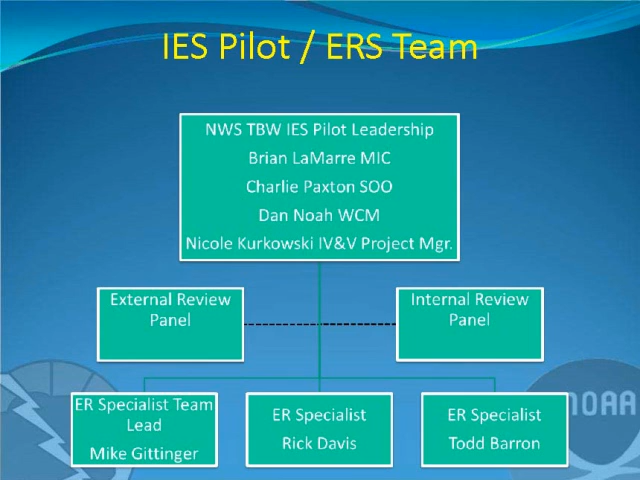 IES Pilot / ERS Team
NWS TBW IES Pilot Leadership
Brian LaMarre MIC
Charlie Paxton SOO
Dan Noah WCM
Nicole Kurkowski IV&V Project Mgr.
External Review
Panel
Internal Review
Panel
ER Specialist Team
Lead
Mike Gittinger
ER Specialist
Rick Davis
ER Specialist
Todd Barron
NOAA